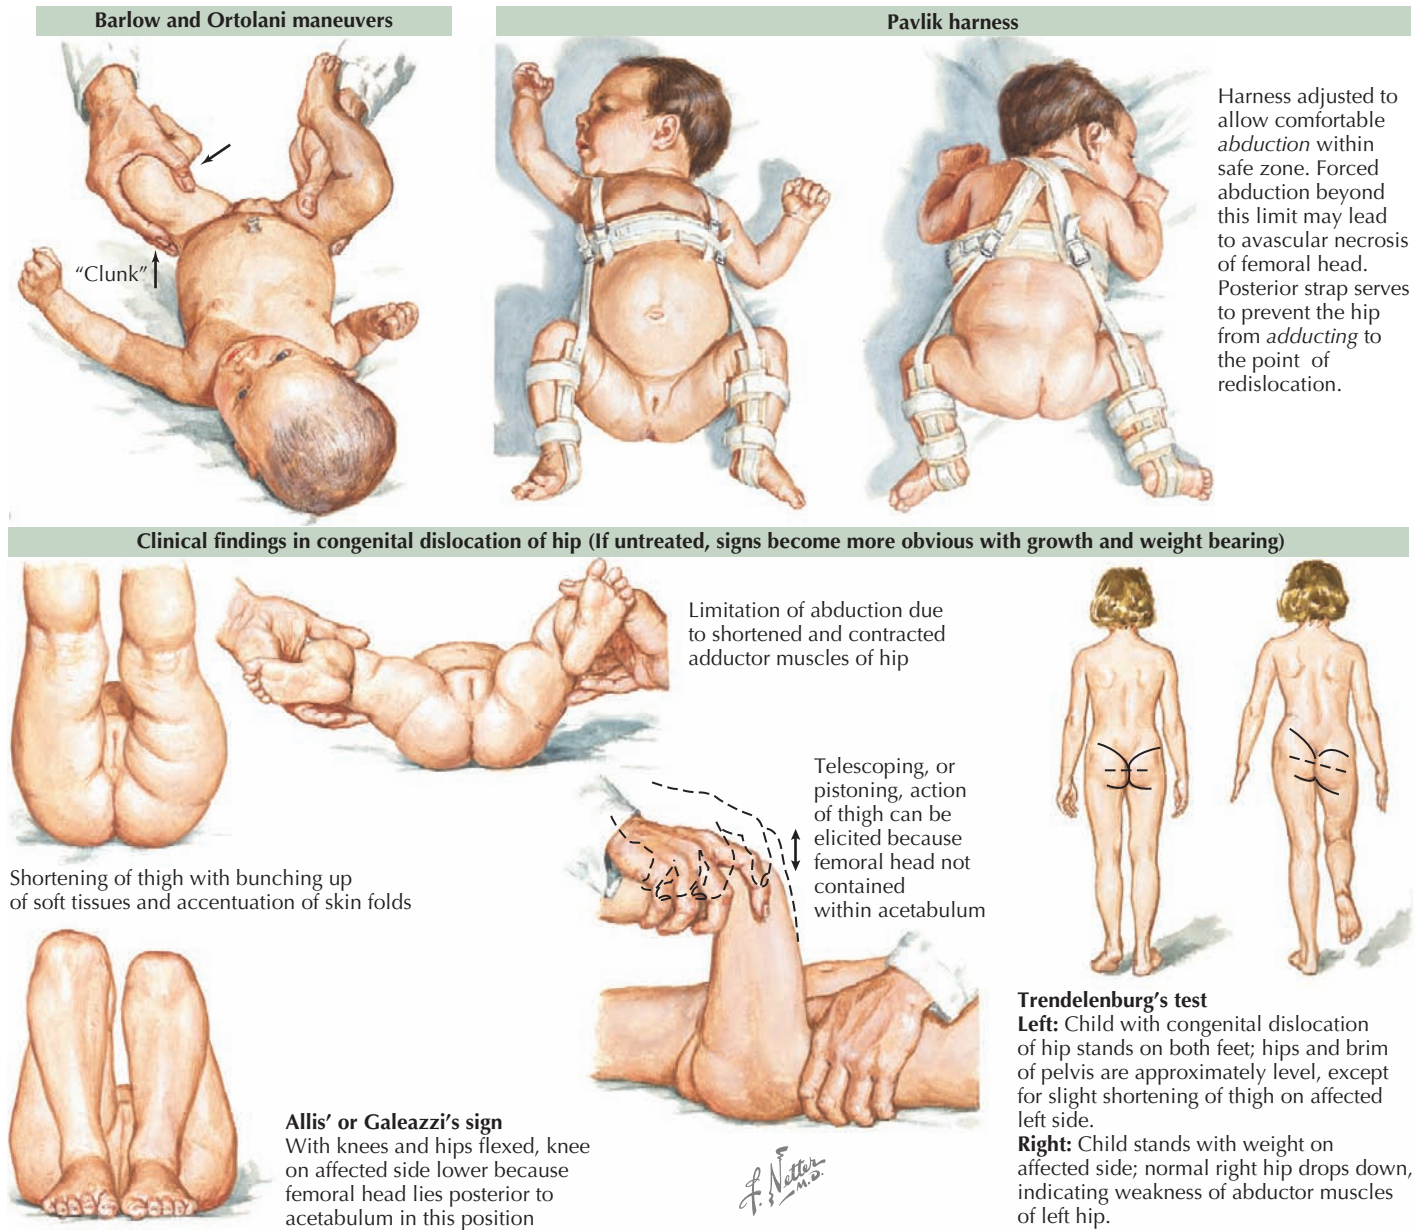 Barlow and Ortolani maneuvers
Pavlik harness
"Clunk"
Harness adjusted to
allow comfortable
abduction within
safe zone. Forced
abduction beyond
this limit may lead
to avascular necrosis
of femoral head.
Posterior strap serves
to prevent the hip
from adducting to
the point of
redislocation.
Clinical findings in congenital dislocation of hip (If untreated, signs become more obvious with growth and weight bearing)
Limitation of abduction due
to shortened and contracted
adductor muscles of hip
Shortening of thigh with bunching up
of soft tissues and accentuation of skin folds
Telescoping, or
pistoning, action
of thigh can be
elicited because
femoral head not
contained
within acetabulum
Allis' or Galeazzi's sign
With knees and hips flexed, knee
on affected side lower because
femoral head lies posterior to
acetabulum in this position
Trendelenburg's test
Left: Child with congenital dislocation
of hip stands on both feet; hips and brim
of pelvis are approximately level, except
for slight shortening of thigh on affected
left side.
Right: Child stands with weight on
affected side; normal right hip drops down,
indicating weakness of abductor muscles
of left hip.
F. Netter
M.D.